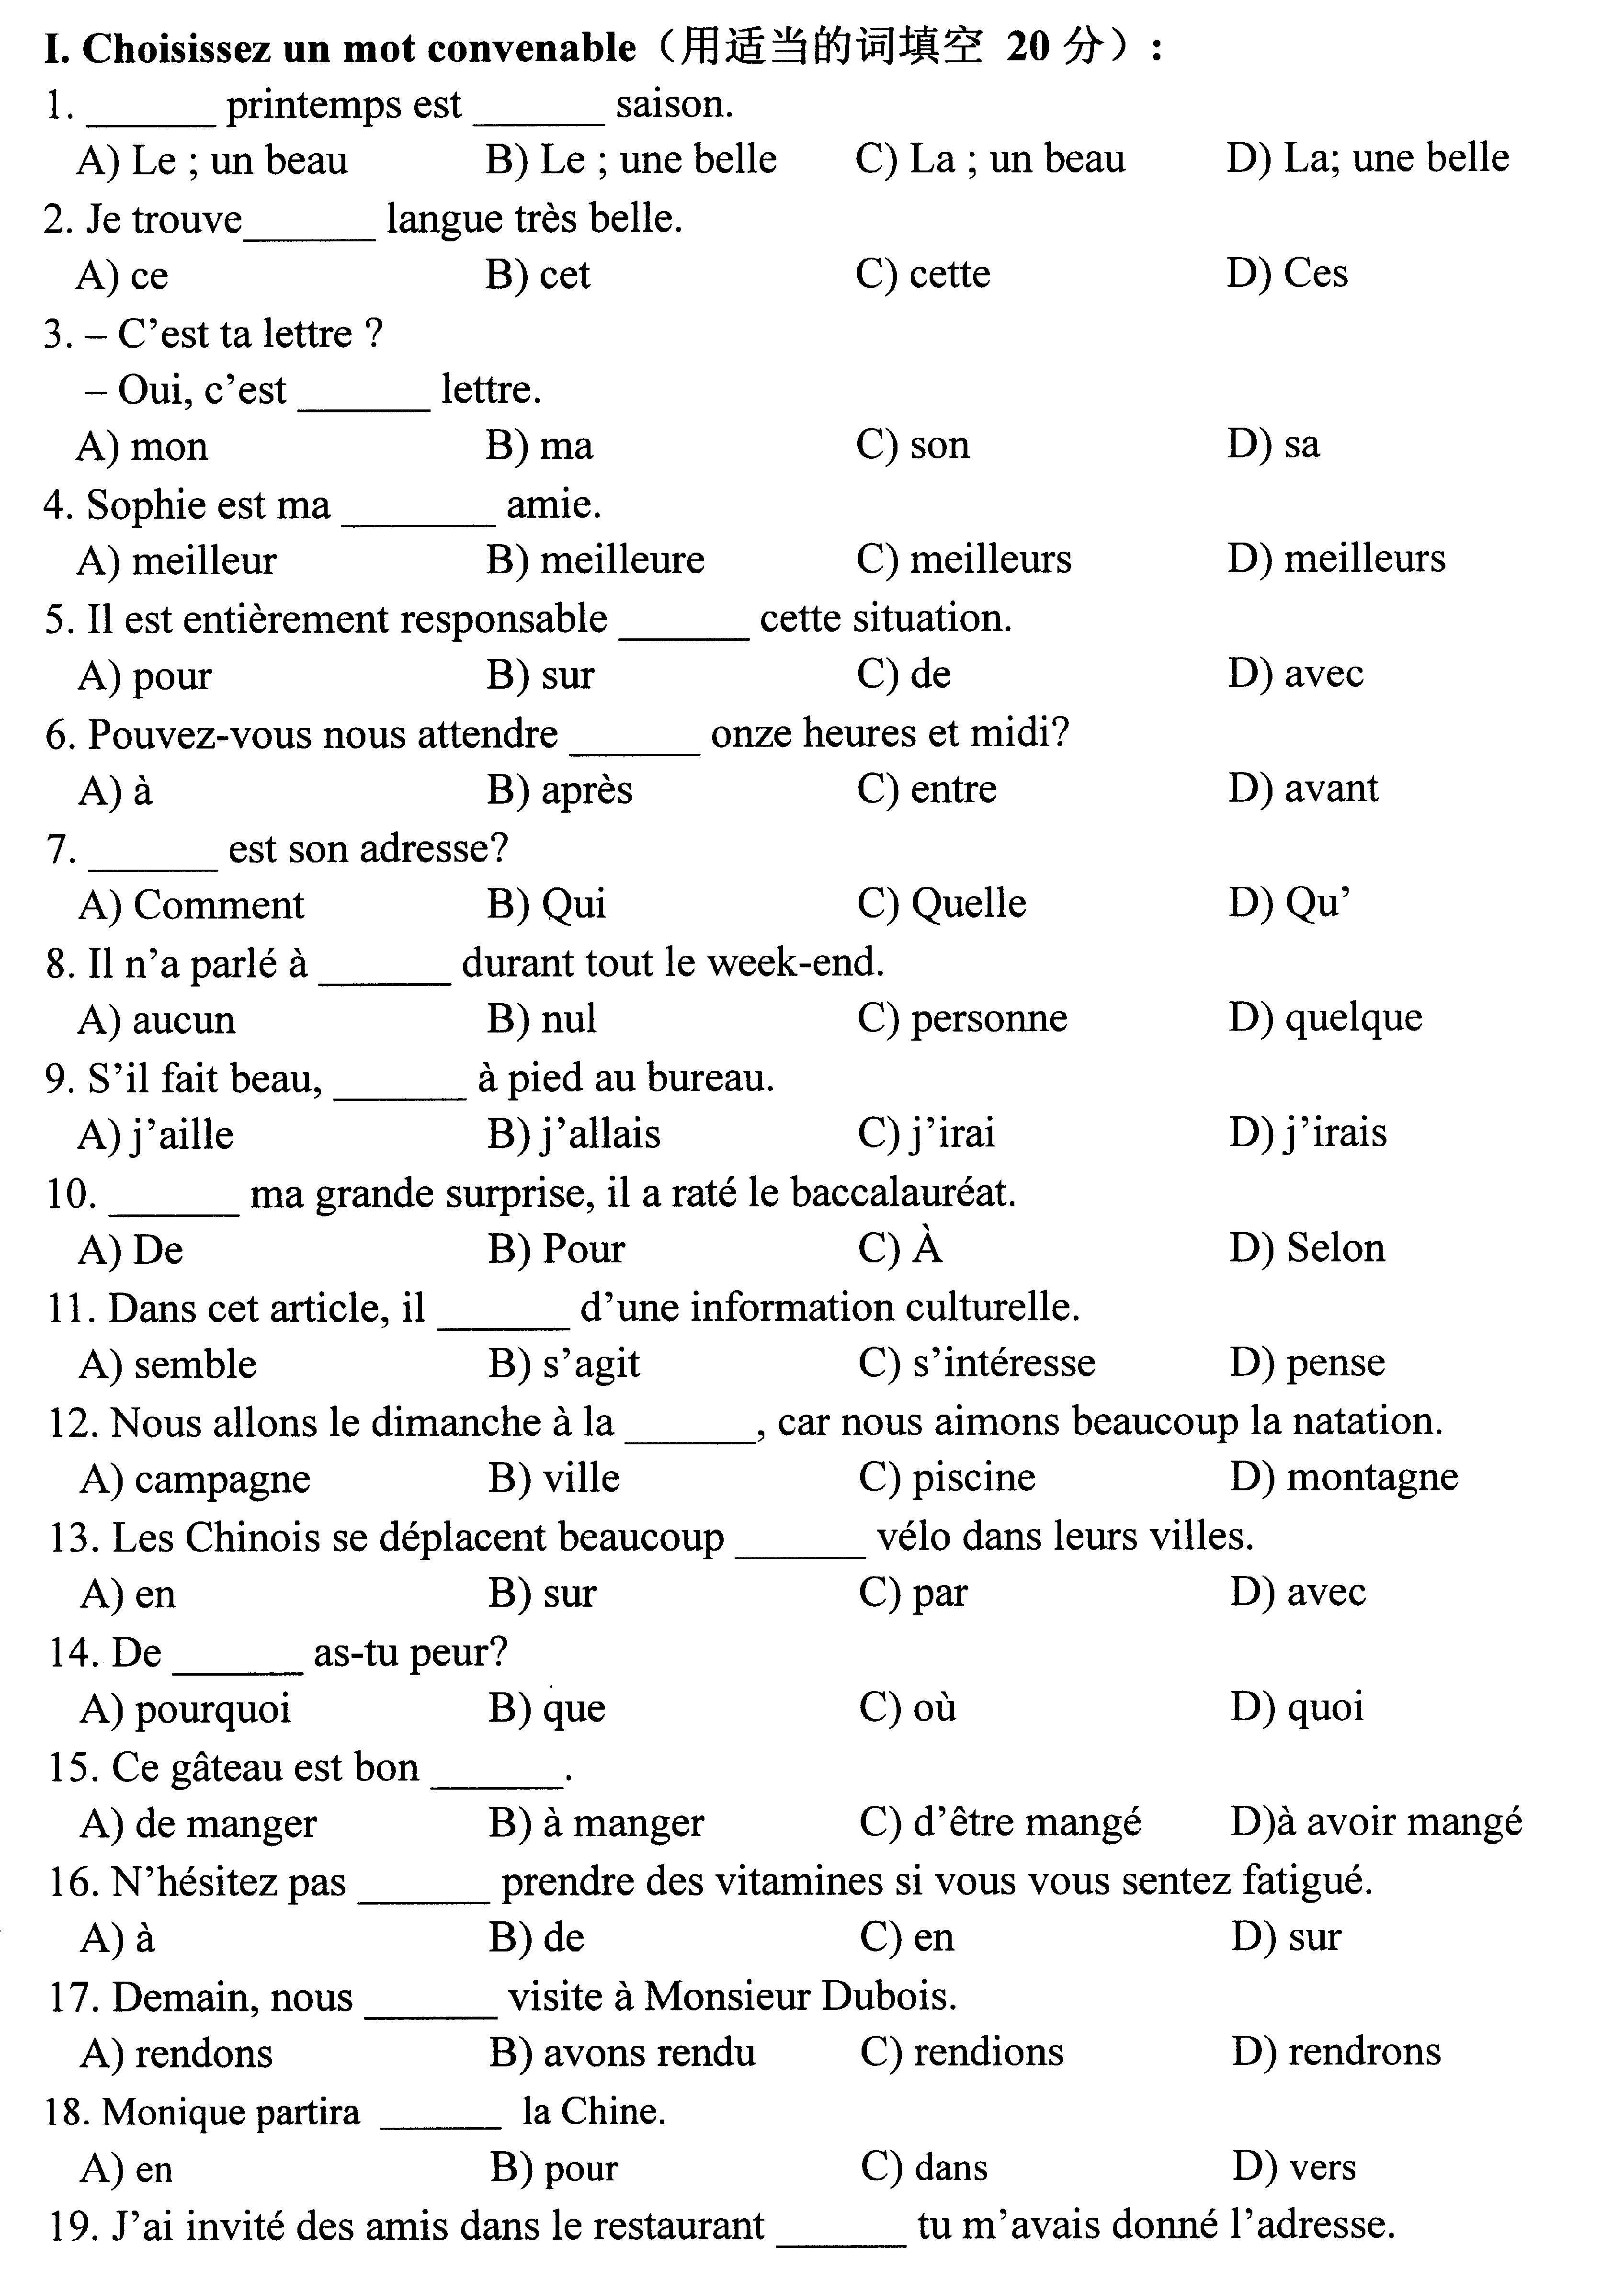 I. Choisissez un mot convenable（用适当的词填空 20 分）:
1. ______ printemps est ______ saison.
A) Le ; un beau B) Le ; une belle C) La ; un beau D) La; une belle
2. Je trouve______ langue très belle.
A) ce B) cet C) cette D) Ces
3. – C’est ta lettre ?
– Oui, c’est ______ lettre.
A) mon B) ma C) son D) sa
4. Sophie est ma _______ amie.
A) meilleur B) meilleure C) meilleurs D) meilleurs
5. Il est entièrement responsable ______ cette situation.
A) pour B) sur C) de D) avec
6. Pouvez-vous nous attendre ______ onze heures et midi?
A) à B) après C) entre D) avant
7. ______ est son adresse?
A) Comment B) Qui C) Quelle D) Qu’
8. Il n’a parlé à ______ durant tout le week-end.
A) aucun B) nul C) personne D) quelque
9. S’il fait beau, ______ à pied au bureau.
A) j’aille B) j’allais C) j’irai D) j’irais
10. ______ ma grande surprise, il a raté le baccalauréat.
A) De B) Pour C) À D) Selon
11. Dans cet article, il ______ d’une information culturelle.
A) semble B) s’agit C) s’intéresse D) pense
12. Nous allons le dimanche à la ______, car nous aimons beaucoup la natation.
A) campagne B) ville C) piscine D) montagne
13. Les Chinois se déplacent beaucoup ______ vélo dans leurs villes.
A) en B) sur C) par D) avec
14. De ______ as-tu peur?
A) pourquoi B) que C) où D) quoi
15. Ce gâteau est bon ______.
A) de manger B) à manger C) d’être mangé D)à avoir mangé
16. N’hésitez pas ______ prendre des vitamines si vous vous sentez fatigué.
A) à B) de C) en D) sur
17. Demain, nous ______ visite à Monsieur Dubois.
A) rendons B) avons rendu C) rendions D) rendrons
18. Monique partira ______ la Chine.
A) en B) pour C) dans D) vers
19. J’ai invité des amis dans le restaurant ______ tu m’avais donné l’adresse.